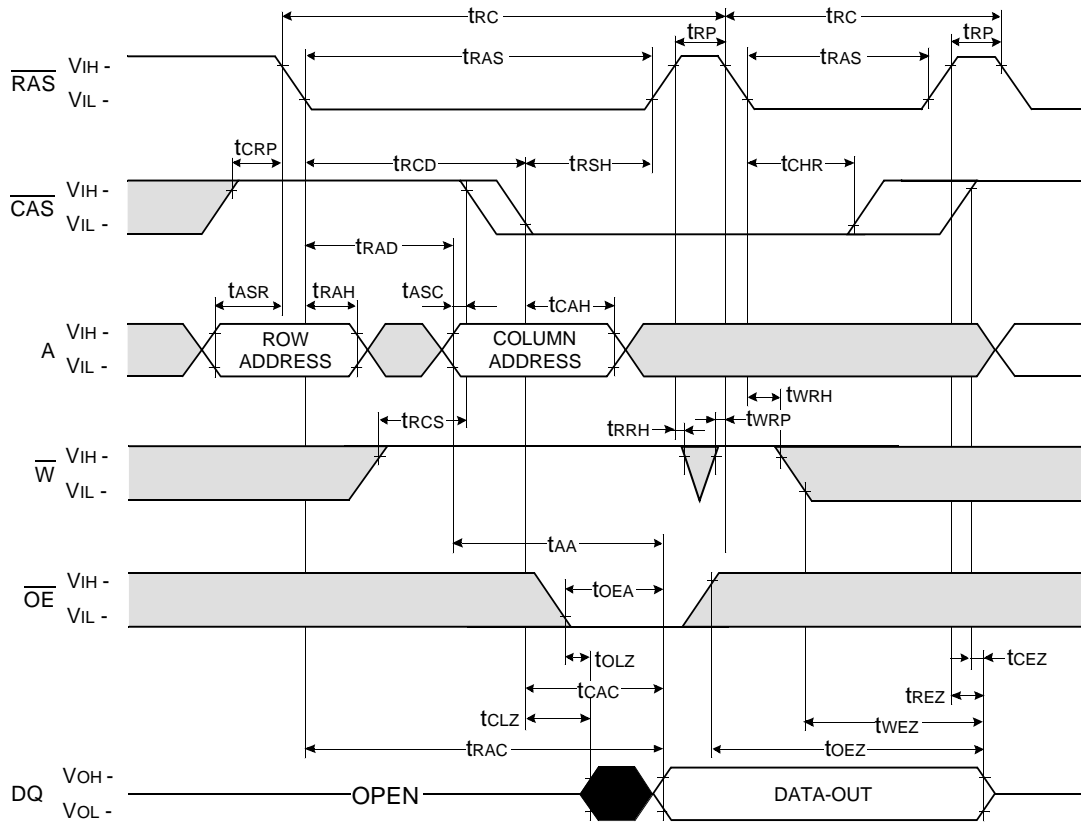 tRC tRC
tRP tRP
tRAS tRAS
RAS VIH -
VIL -
tCRP tRCD tRSH tCHR
CAS VIH -
VIL -
tRAD
tASR tRAH tASC tCAH
A VIH -
VIL -
ROW
ADDRESS
COLUMN
ADDRESS
tWRH
tRCS tRRH tWRP
W VIH -
VIL -
tAA
OE VIH -
VIL -
tOEA
tOLZ tCEZ
tCAC tREZ
tCLZ tWEZ
tRAC tOEZ
DQ VOH -
VOL -
OPEN DATA-OUT